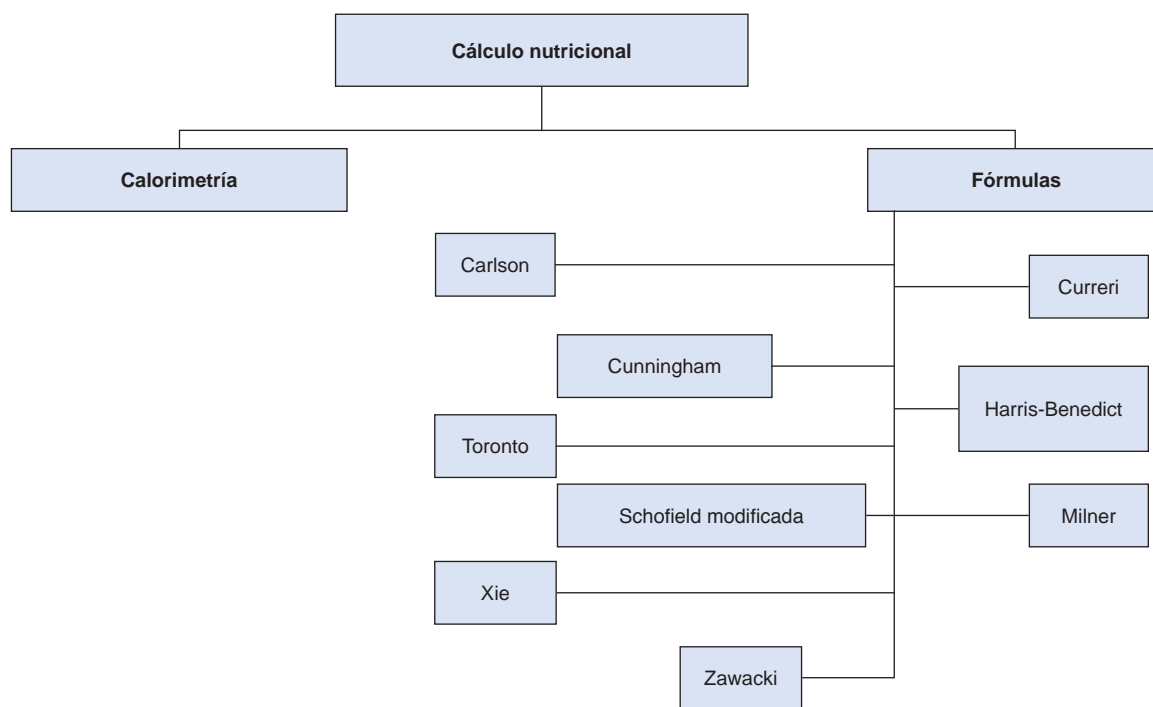 Cálculo nutricional
Calorimetría
Fórmulas
Carlson
Curreri
Cunningham
Harris-Benedict
Toronto
Schofield modificada
Milner
Xie
Zawacki